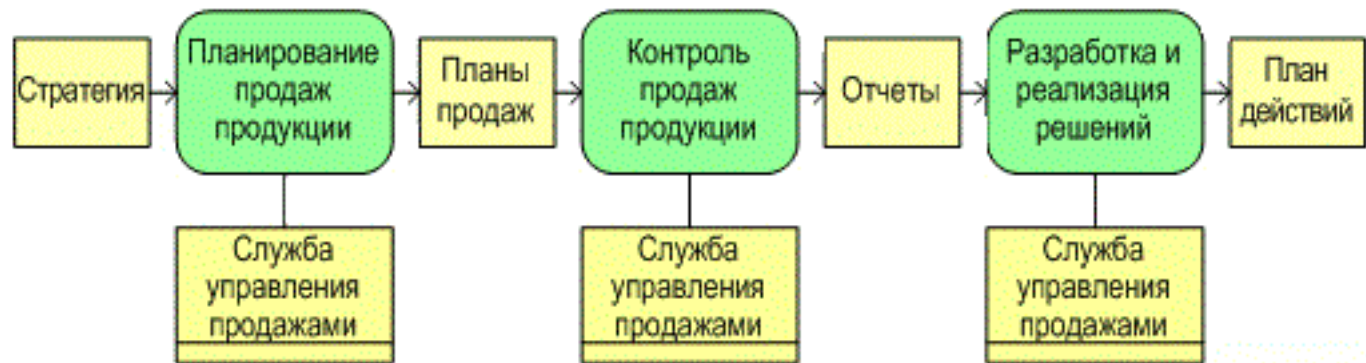 Стратегия
Планирование
продаж
продукции
Планы
продаж
Контроль
продаж
продукции
Отчеты
Разработка и
реализация
решений
План
действий
Служба
управления
продажами
Служба
управления
продажами
Служба
управления
продажами